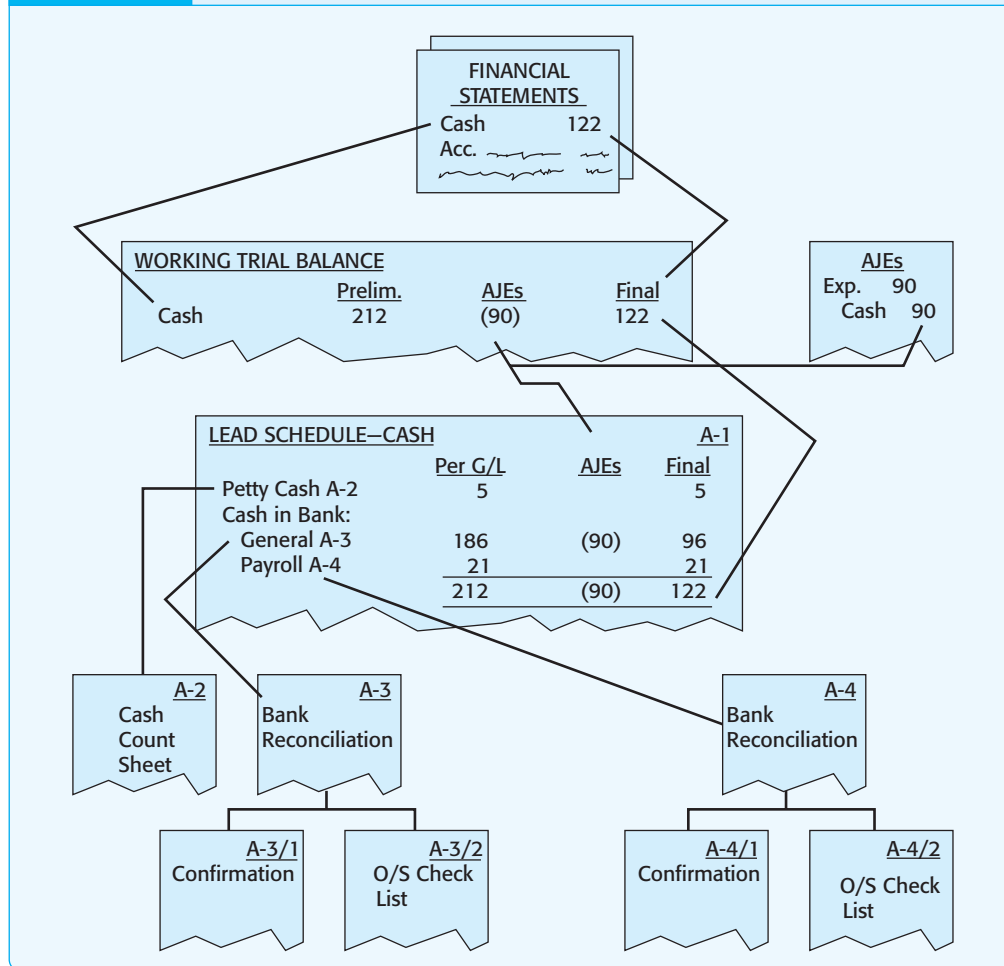 FINANCIAL
STATEMENTS
Cash 122
Acc.
WORKING TRIAL BALANCE
Prelim. AJEs Final
Cash 212 (90) 122
AJEs
Exp. 90
Cash 90
LEAD SCHEDULE—CASH A-1
Per G/L AJEs Final
Petty Cash A-2 5 5
Cash in Bank:
General A-3 186 (90) 96
Payroll A-4 21 21
212 (90) 122
A-2
Cash
Count
Sheet
A-3
Bank
Reconciliation
A-4
Bank
Reconciliation
A-3/1
Confirmation
A-3/2
O/S Check
List
A-4/1
Confirmation
A-4/2
O/S Check
List